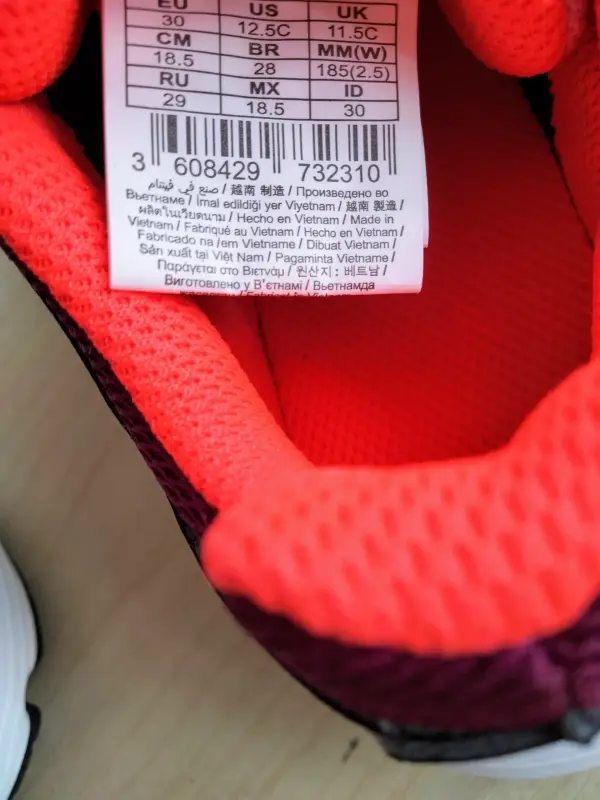 EU US UK
30 12.5C 11.5C
CM BR MM(W)
18.5 28 185(2.5)
RU MX ID
29 18.5 30
3 608429 732310
صنع في فيتنام / 越南 制造 / Произведено во
Вьетнаме / İmal edildiği yer Viyetnam / 越南 製造 /
ผลิตในเวียดนาม / Hecho en Vietnam / Made in
Vietnam / Fabriqué au Vietnam / Hecho en Vietnam /
Fabricado na /em Vietname / Dibuat Vietnam /
Sản xuất tại Việt Nam / Pagaminta Vietname /
Παράγεται στο Βιετνάμ / 원산지: 베트남 /
Виготовлено у В'єтнамі / Вьетнамда